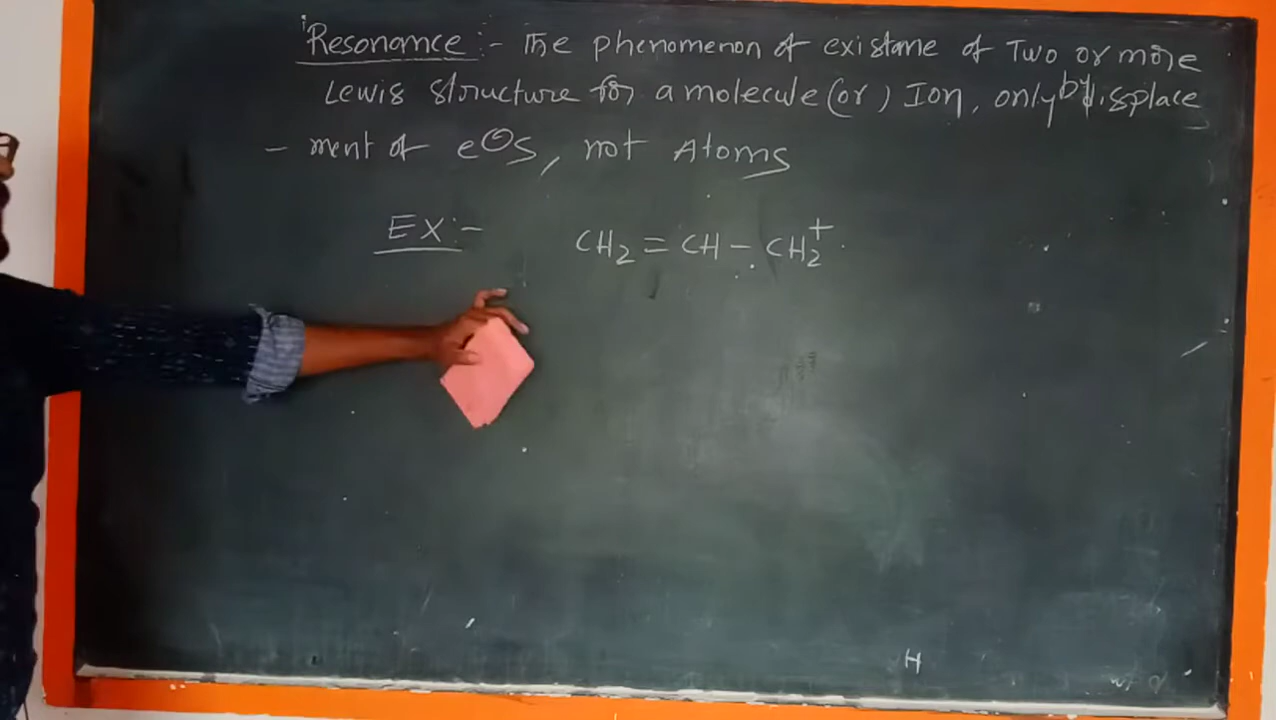 Resonance :- The phenomenon of existane of Two or more
Lewis structure for a molecule (or) Ion, only by displace
- ment of e⊖s, not Atoms
EX :- CH₂ = CH - CH₂⁺
H